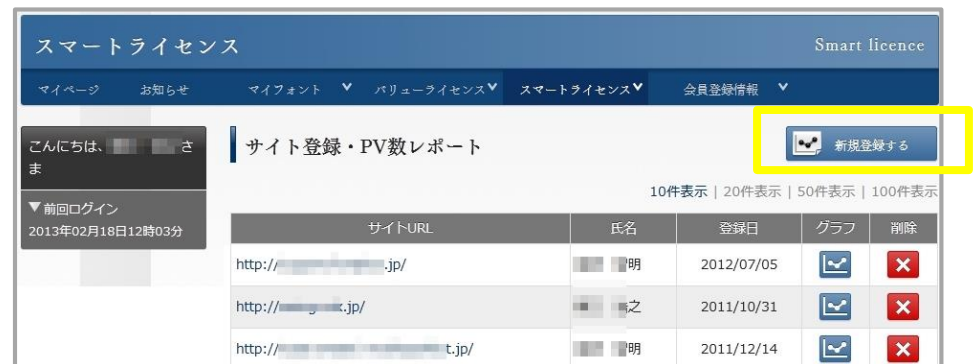 スマートライセンス
Smart licence
マイページ お知らせ マイフォント バリューライセンス スマートライセンス 会員登録情報
こんにちは、 さ
ま
▼前回ログイン
2013年02月18日12時03分
サイト登録・PV数レポート
新規登録する
10件表示 | 20件表示 | 50件表示 | 100件表示
サイトURL 氏名 登録日 グラフ 削除
http:// .jp/ 明 2012/07/05
http:// k.jp/ 之 2011/10/31
http:// t.jp/ 明 2011/12/14